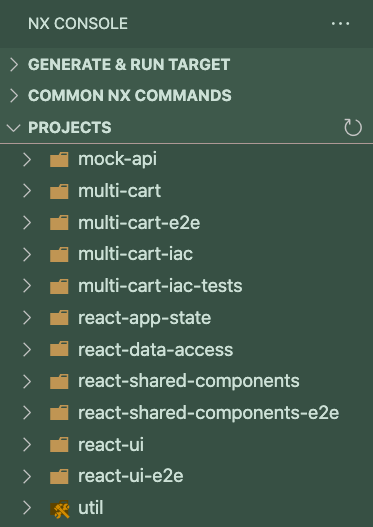 NX CONSOLE
GENERATE & RUN TARGET
COMMON NX COMMANDS
PROJECTS
mock-api
multi-cart
multi-cart-e2e
multi-cart-iac
multi-cart-iac-tests
react-app-state
react-data-access
react-shared-components
react-shared-components-e2e
react-ui
react-ui-e2e
util